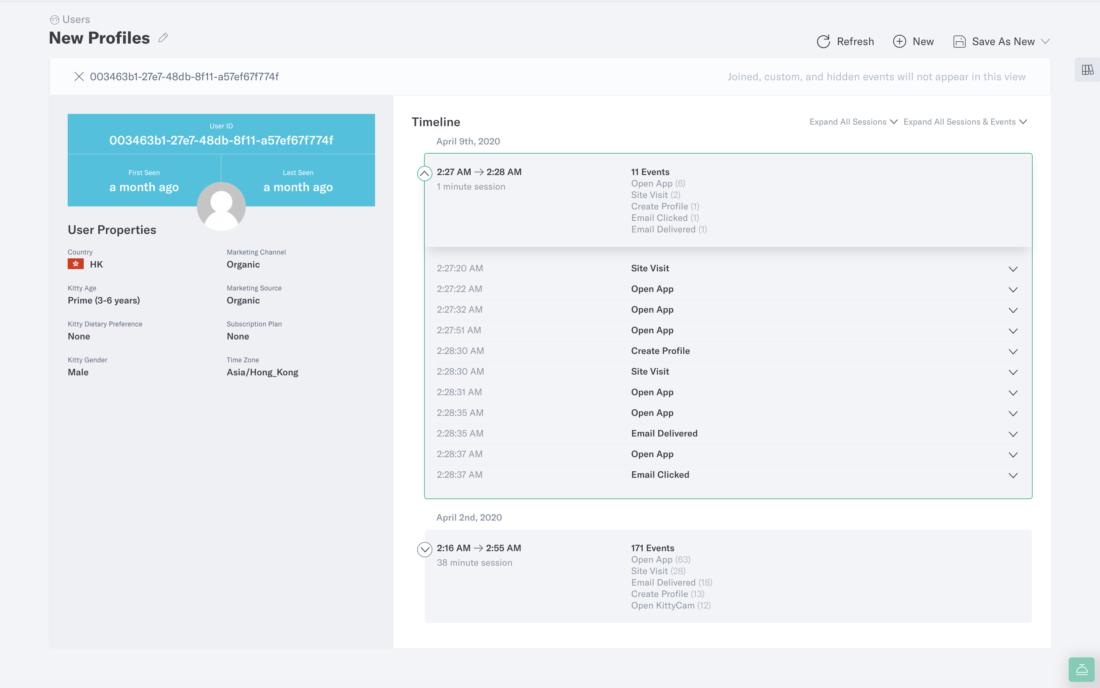 Users
New Profiles
Refresh
New
Save As New
003463b1-27e7-48db-8f11-a57ef67f774f
Joined, custom, and hidden events will not appear in this view
User ID
003463b1-27e7-48db-8f11-a57ef67f774f
First Seen
a month ago
Last Seen
a month ago
User Properties
Country
HK
Marketing Channel
Organic
Kitty Age
Prime (3-6 years)
Marketing Source
Organic
Kitty Dietary Preference
None
Subscription Plan
None
Kitty Gender
Male
Time Zone
Asia/Hong_Kong
Timeline
Expand All Sessions
Expand All Sessions & Events
April 9th, 2020
2:27 AM → 2:28 AM
1 minute session
11 Events
Open App (6)
Site Visit (2)
Create Profile (1)
Email Clicked (1)
Email Delivered (1)
2:27:20 AM Site Visit
2:27:22 AM Open App
2:27:32 AM Open App
2:27:51 AM Open App
2:28:30 AM Create Profile
2:28:30 AM Site Visit
2:28:31 AM Open App
2:28:35 AM Open App
2:28:35 AM Email Delivered
2:28:37 AM Open App
2:28:37 AM Email Clicked
April 2nd, 2020
2:16 AM → 2:55 AM
38 minute session
171 Events
Open App (63)
Site Visit (28)
Email Delivered (18)
Create Profile (13)
Open KittyCam (12)